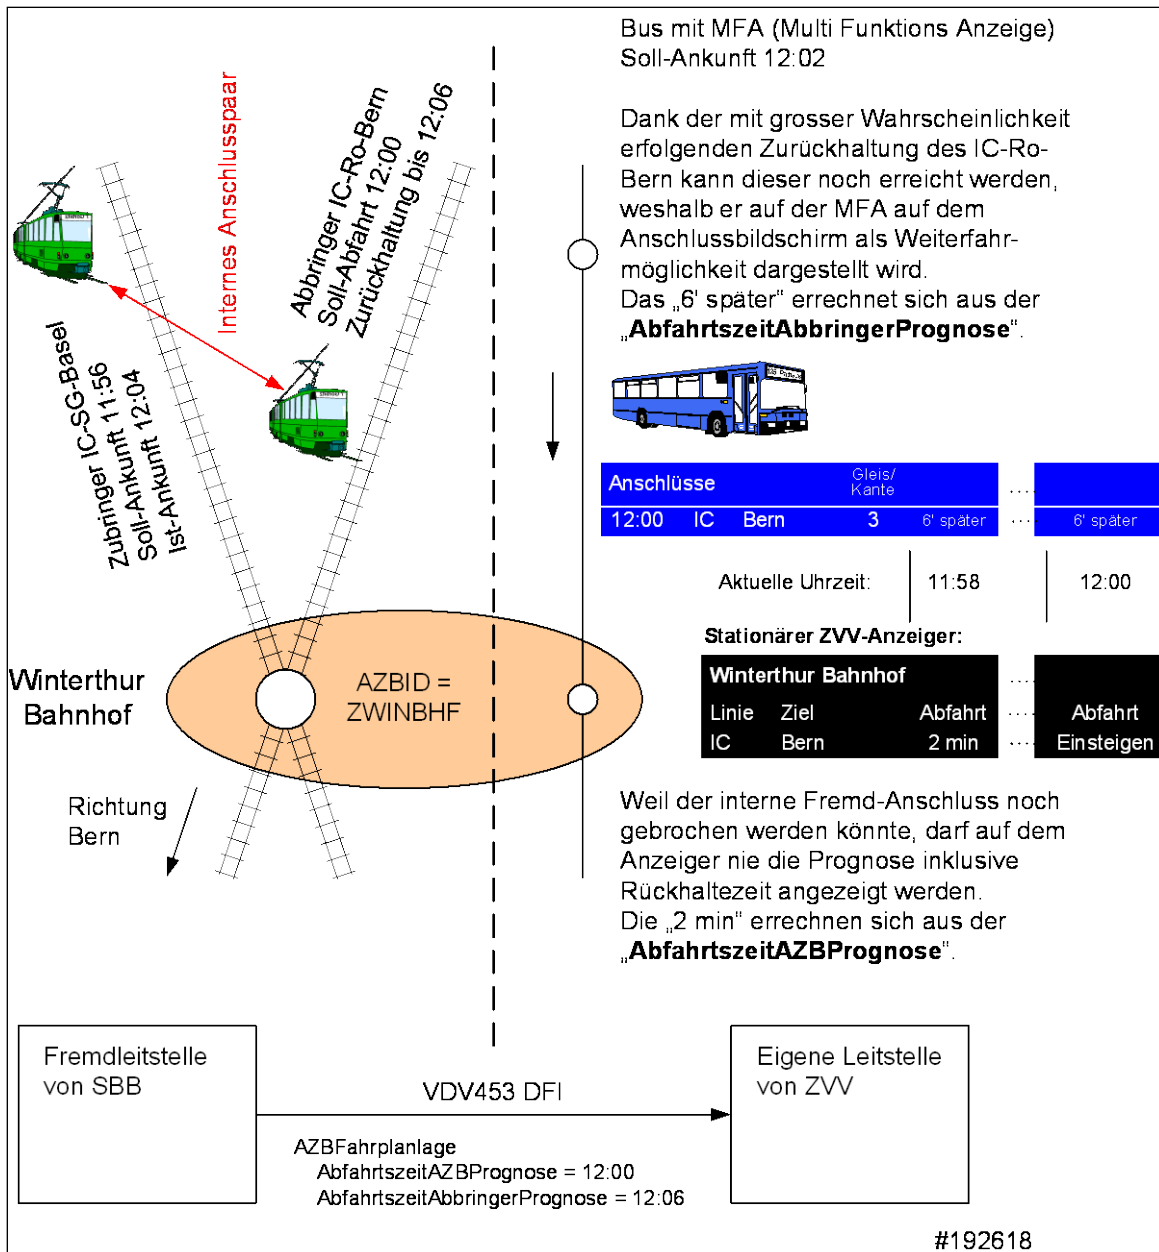 Bus mit MFA (Multi Funktions Anzeige)
Soll-Ankunft 12:02
Dank der mit grosser Wahrscheinlichkeit
erfolgenden Zurückhaltung des IC-Ro-
Bern kann dieser noch erreicht werden,
weshalb er auf der MFA auf dem
Anschlussbildschirm als Weiterfahr-
möglichkeit dargestellt wird.
Das „6' später“ errechnet sich aus der
„AbfahrtszeitAbbringerPrognose“.
Internes Anschlusspaar
Abbringer IC-Ro-Bern
Soll-Abfahrt 12:00
Zurückhaltung bis 12:06
Zubringer IC-SG-Basel
Soll-Ankunft 11:56
Ist-Ankunft 12:04
Anschlüsse Gleis/
Kante ....
12:00 IC Bern 3 6' später .... 6' später
Aktuelle Uhrzeit: 11:58 12:00
Stationärer ZVV-Anzeiger:
Winterthur Bahnhof ....
Linie Ziel Abfahrt .... Abfahrt
IC Bern 2 min .... Einsteigen
Winterthur
Bahnhof
AZBID =
ZWINBHF
Richtung
Bern
Weil der interne Fremd-Anschluss noch
gebrochen werden könnte, darf auf dem
Anzeiger nie die Prognose inklusive
Rückhaltezeit angezeigt werden.
Die „2 min“ errechnen sich aus der
„AbfahrtszeitAZBPrognose“.
Fremdleitstelle
von SBB
VDV453 DFI
AZBFahrplanlage
AbfahrtszeitAZBPrognose = 12:00
AbfahrtszeitAbbringerPrognose = 12:06
Eigene Leitstelle
von ZVV
#192618